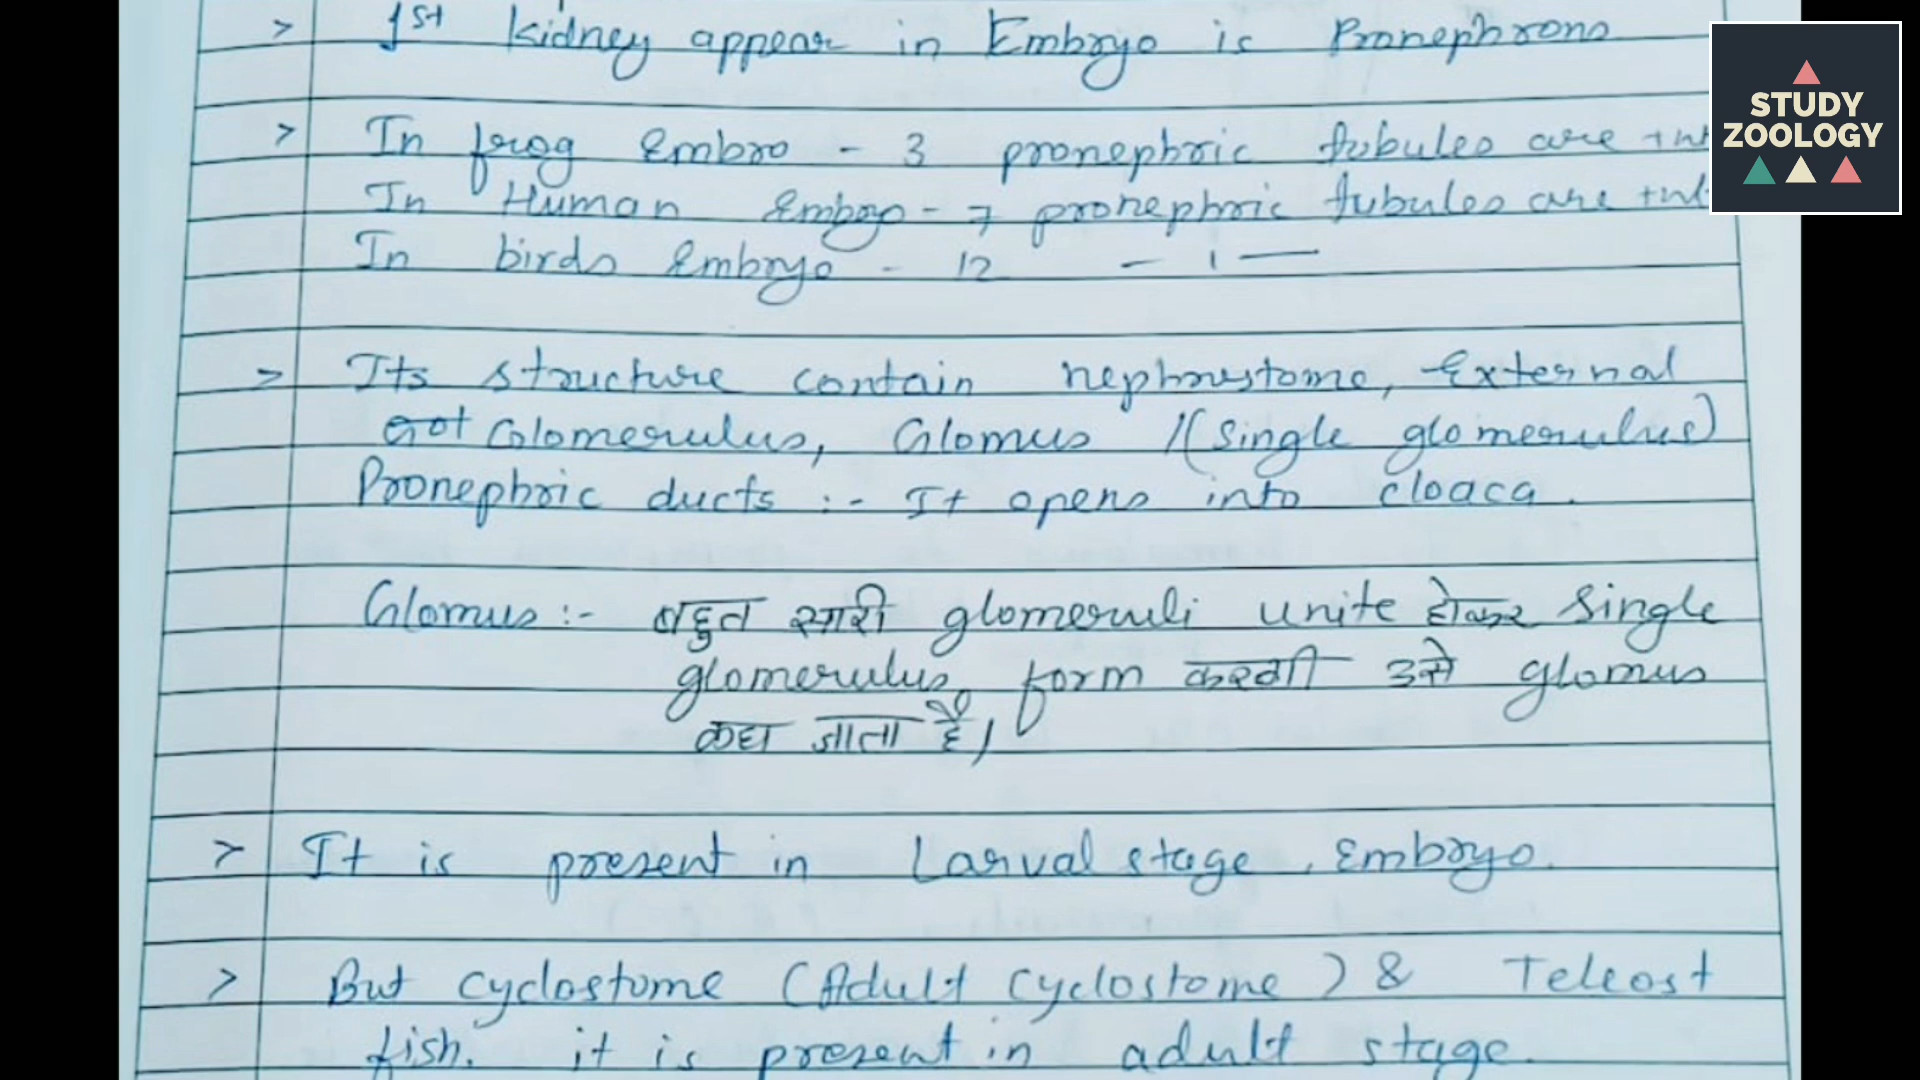 > 1st kidney appear in Embryo is Pronephrons
> In frog Embro - 3 pronephric tubules are +nt
In Human Embryo - 7 pronephric tubules are +nt
In birds Embryo - 12 — 1 —
> Its structure contain nephrostome, External
Glomerulus, Glomus /(single glomerulus)
Pronephric ducts :- It opens into cloaca.
Glomus :- बहुत सारी glomeruli unite होकर single
glomerulus form करती उसे glomus
कहा जाता है।
> It is present in Larval stage, Embryo.
> But cyclostome (Adult cyclostome) & Teleost
fish. it is present in adult stage.
STUDY
ZOOLOGY